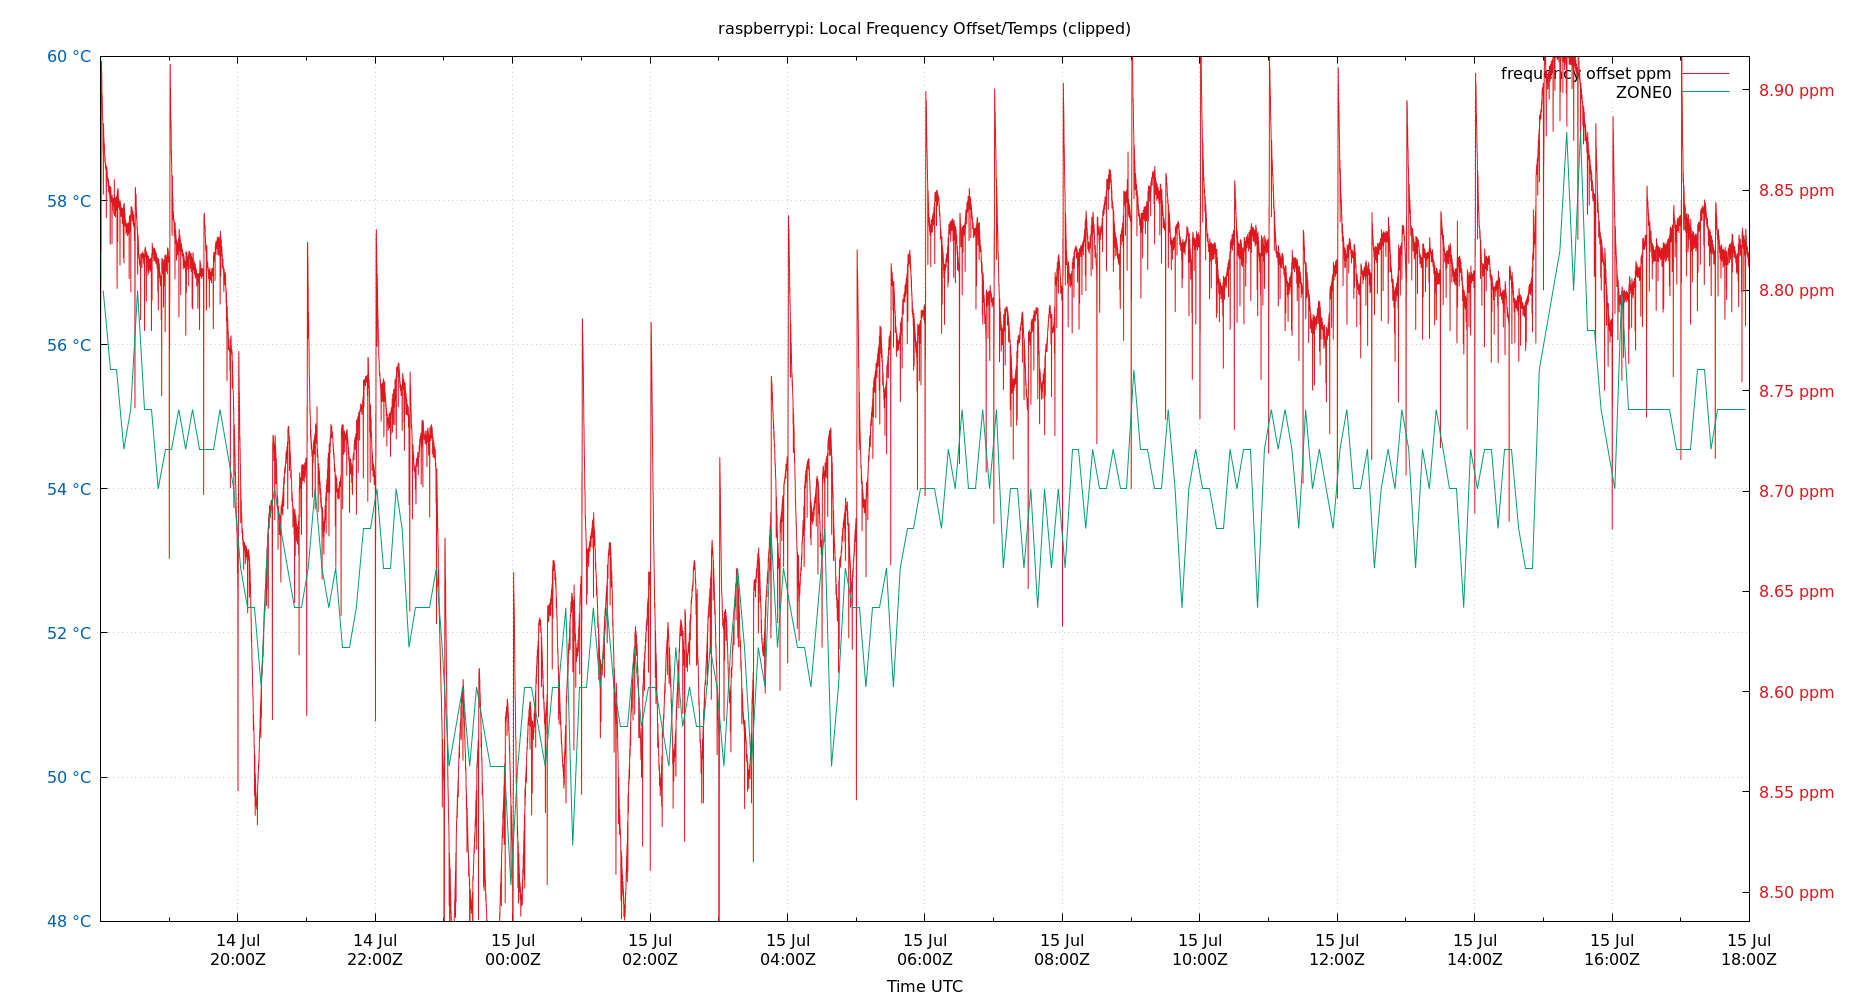 raspberrypi: Local Frequency Offset/Temps (clipped)
60 °C
58 °C
56 °C
54 °C
52 °C
50 °C
48 °C
frequency offset ppm
ZONE0
8.90 ppm
8.85 ppm
8.80 ppm
8.75 ppm
8.70 ppm
8.65 ppm
8.60 ppm
8.55 ppm
8.50 ppm
14 Jul
20:00Z
14 Jul
22:00Z
15 Jul
00:00Z
15 Jul
02:00Z
15 Jul
04:00Z
15 Jul
06:00Z
15 Jul
08:00Z
15 Jul
10:00Z
15 Jul
12:00Z
15 Jul
14:00Z
15 Jul
16:00Z
15 Jul
18:00Z
Time UTC